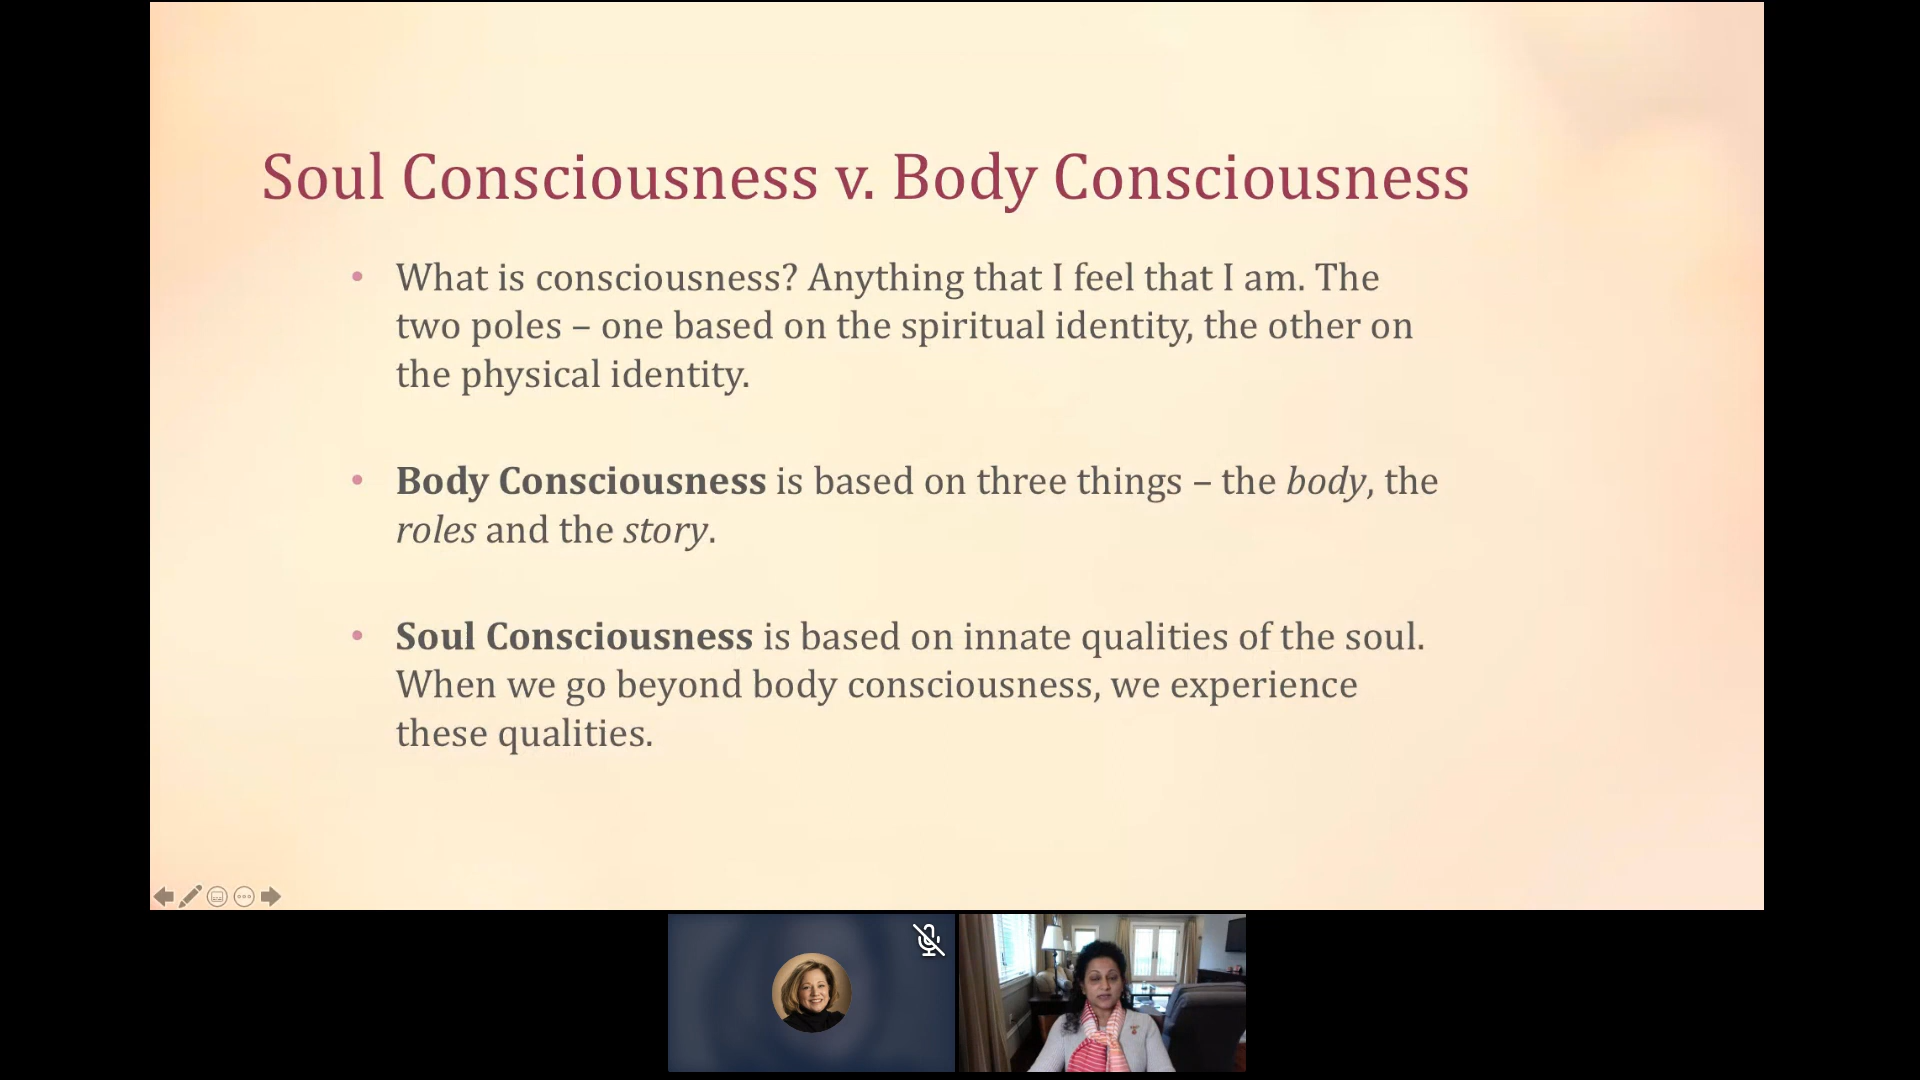 Soul Consciousness v. Body Consciousness
• What is consciousness? Anything that I feel that I am. The
two poles – one based on the spiritual identity, the other on
the physical identity.
• Body Consciousness is based on three things – the body, the
roles and the story.
• Soul Consciousness is based on innate qualities of the soul.
When we go beyond body consciousness, we experience
these qualities.